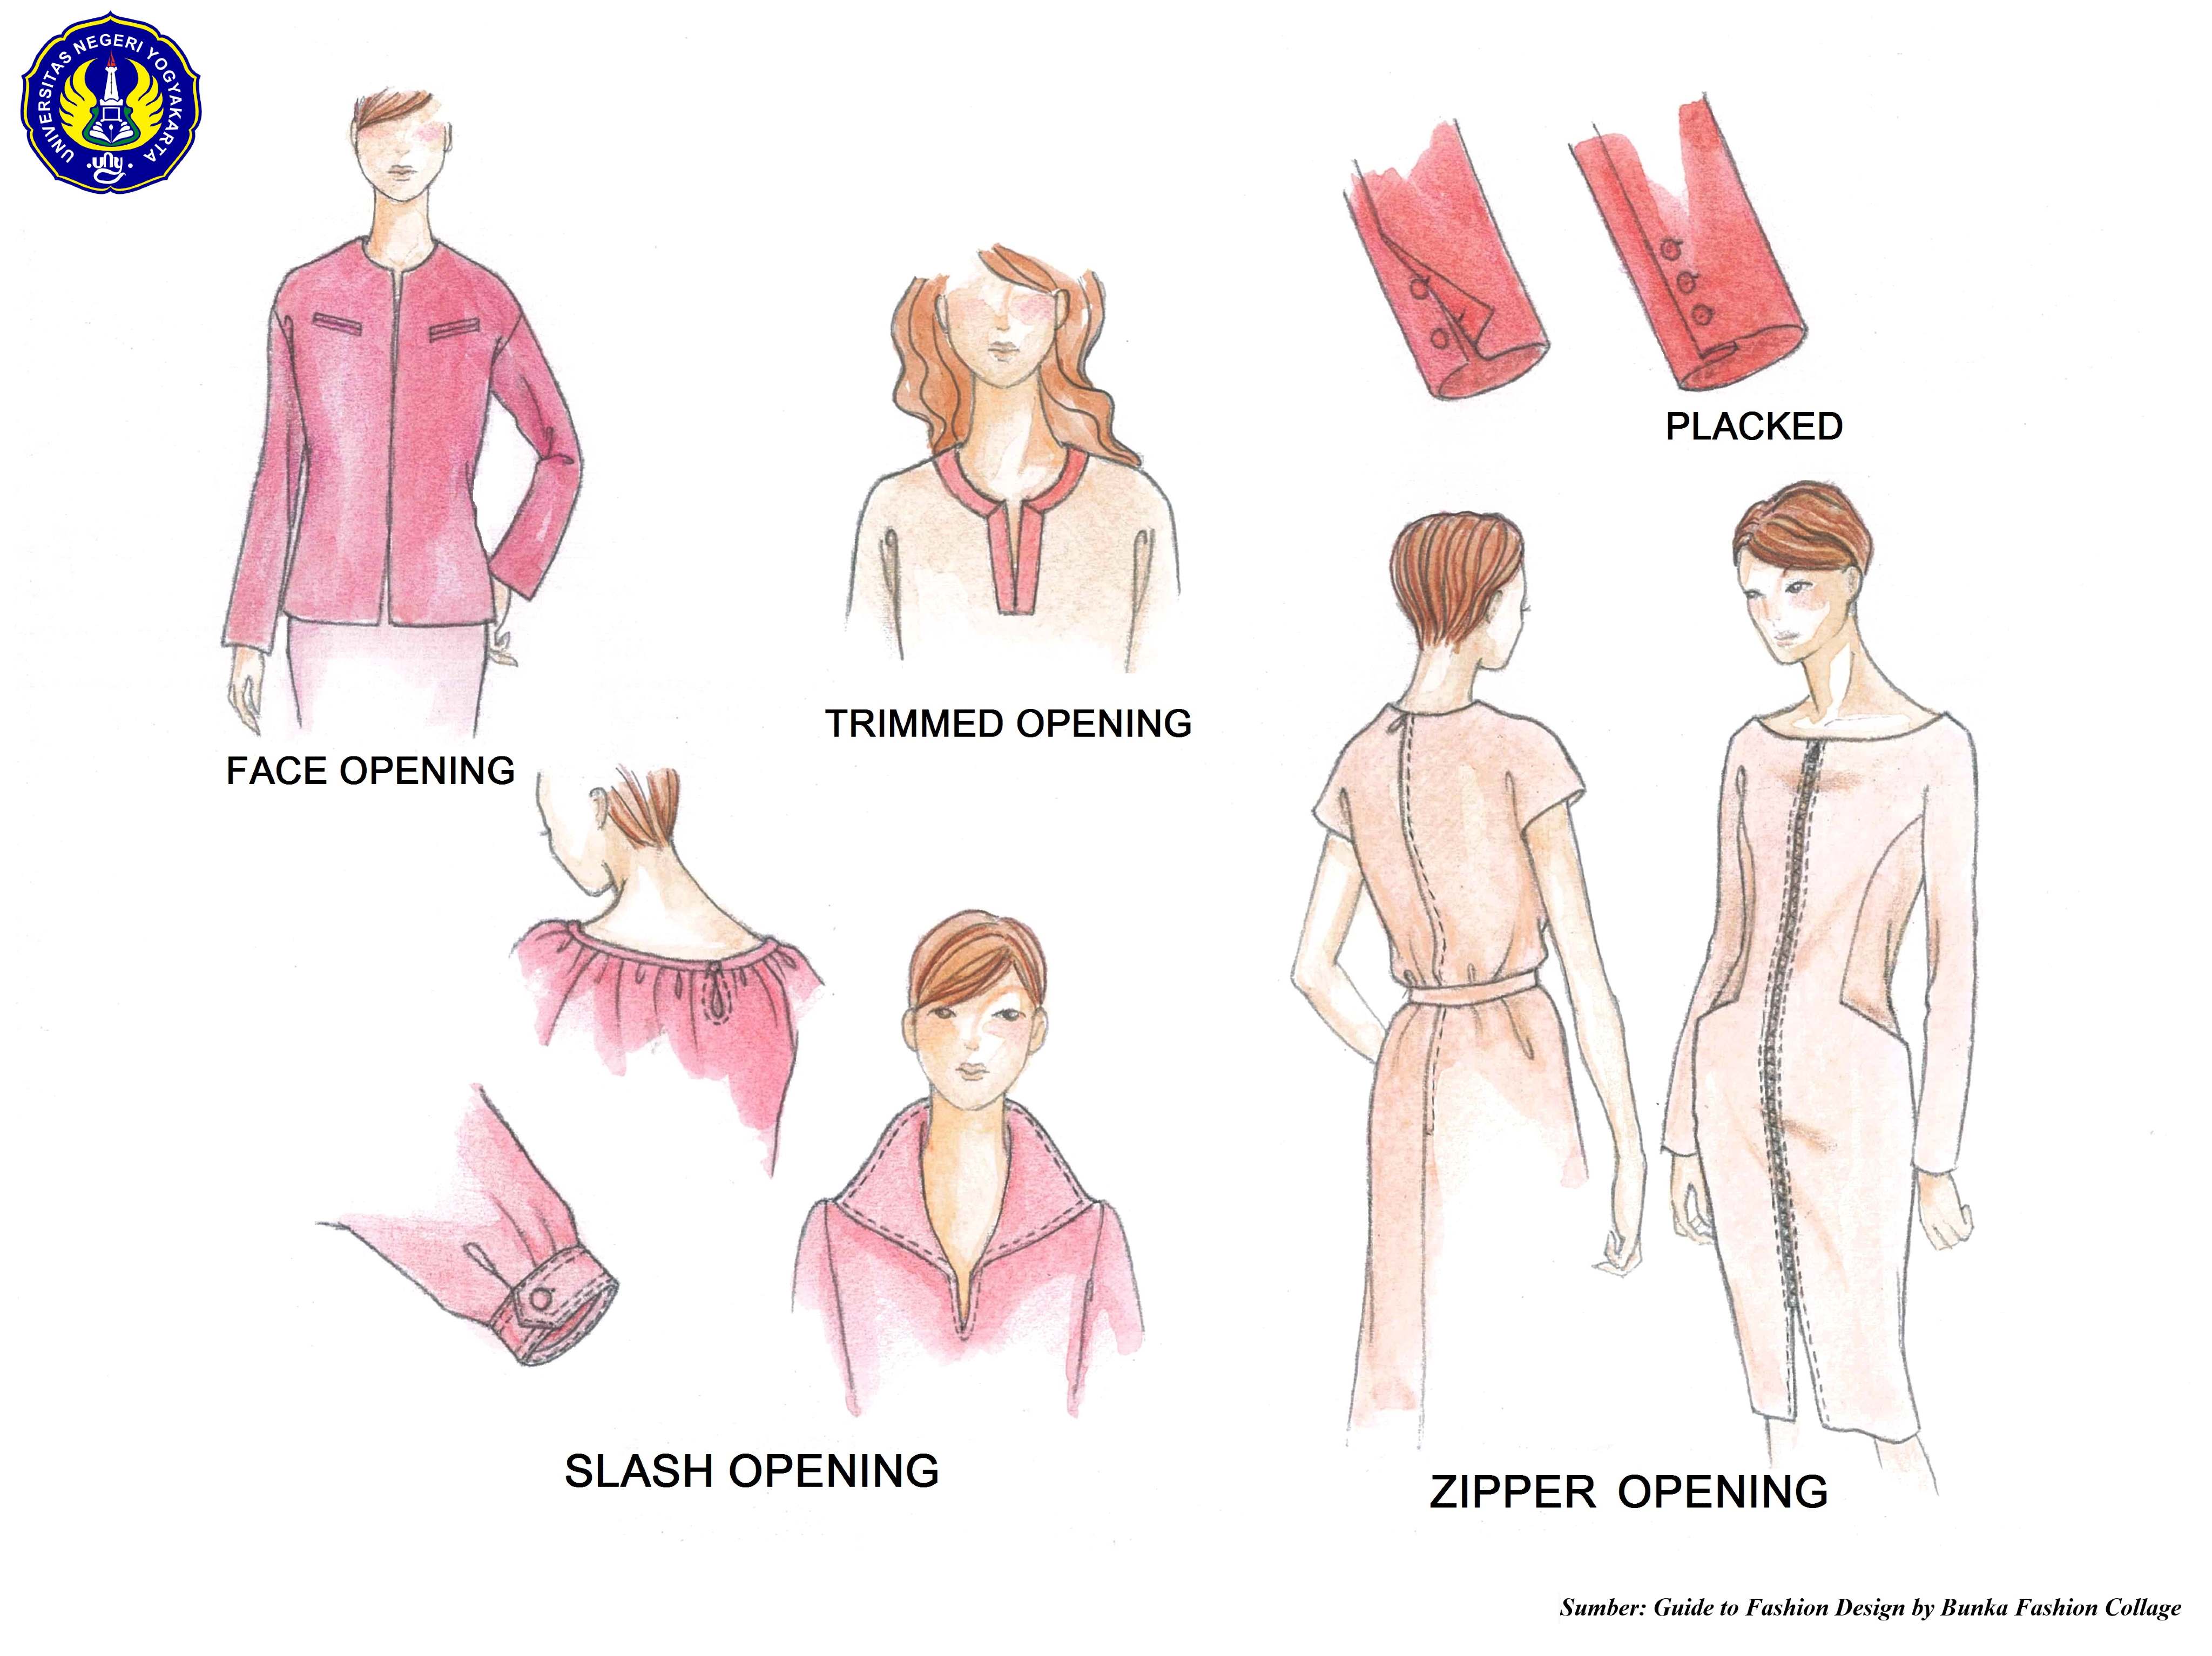 UNIVERSITAS NEGERI YOGYAKARTA
uny
PLACKED
TRIMMED OPENING
FACE OPENING
SLASH OPENING
ZIPPER OPENING
Sumber: Guide to Fashion Design by Bunka Fashion Collage